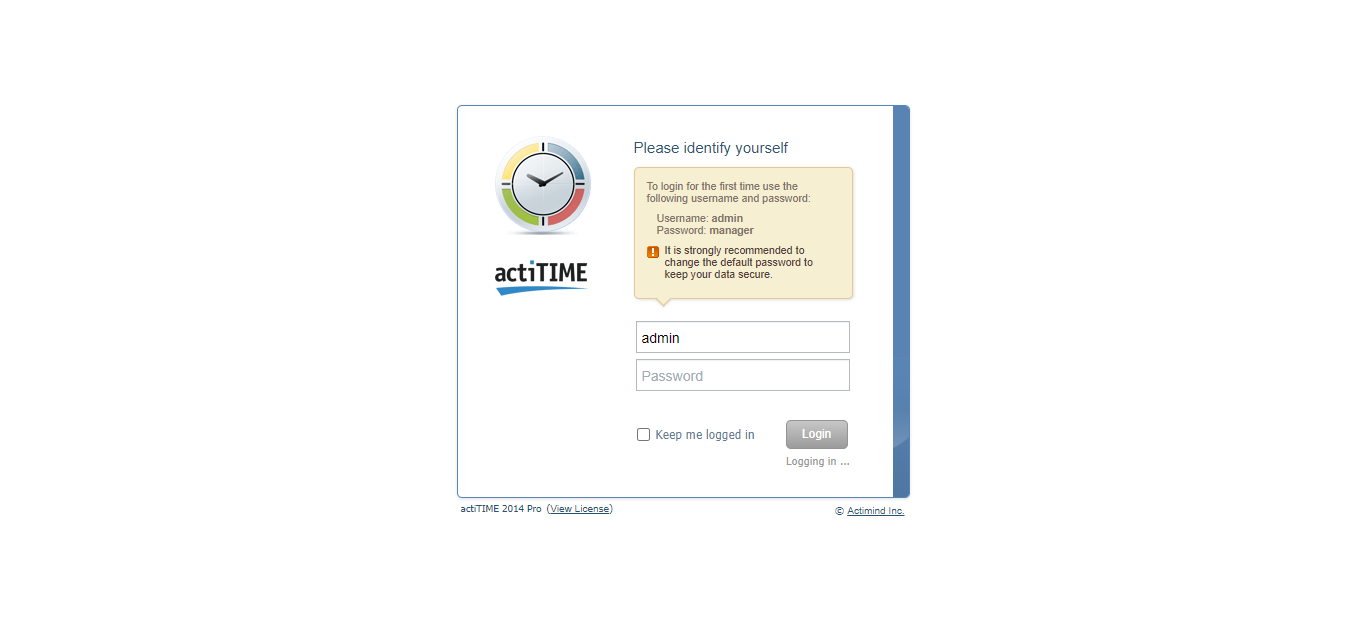 Please identify yourself
To login for the first time use the
following username and password:
Username: admin
Password: manager
It is strongly recommended to
change the default password to
keep your data secure.
actiTIME
admin
Password
Keep me logged in
Login
Logging in ...
actiTIME 2014 Pro (View License)
© Actimind Inc.